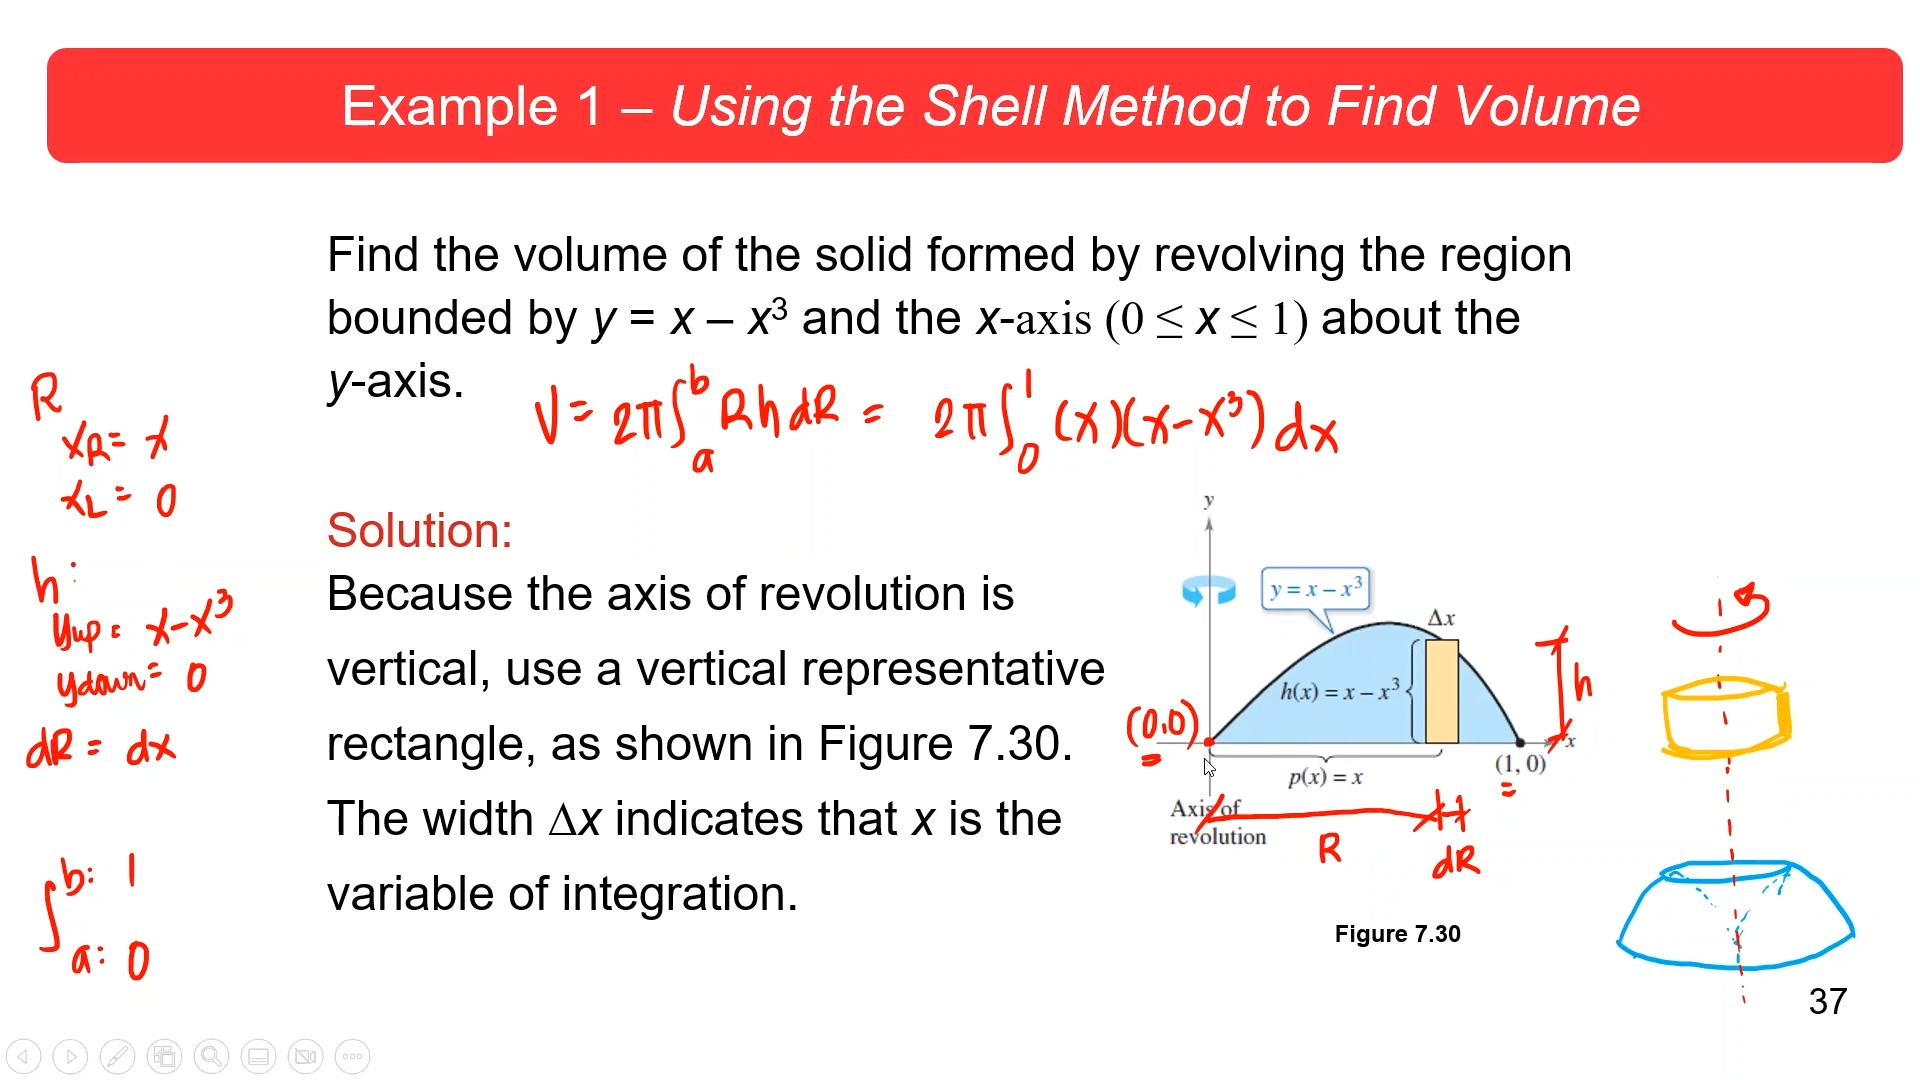 Example 1 – Using the Shell Method to Find Volume
Find the volume of the solid formed by revolving the region
bounded by y = x – x³ and the x-axis (0 ≤ x ≤ 1) about the
y-axis.
V = 2π∫ₐᵇ R h dR = 2π∫₀¹ (x)(x-x³) dx
R
x_R = x
x_L = 0
h:
y_up = x-x³
y_down = 0
dR = dx
∫ b: 1
a: 0
Solution:
Because the axis of revolution is
vertical, use a vertical representative
rectangle, as shown in Figure 7.30.
The width Δx indicates that x is the
variable of integration.
y
y = x – x³
Δx
h(x) = x – x³
h
(0,0)
x
(1, 0)
p(x) = x
Axis of
revolution
R
dR
Figure 7.30
37